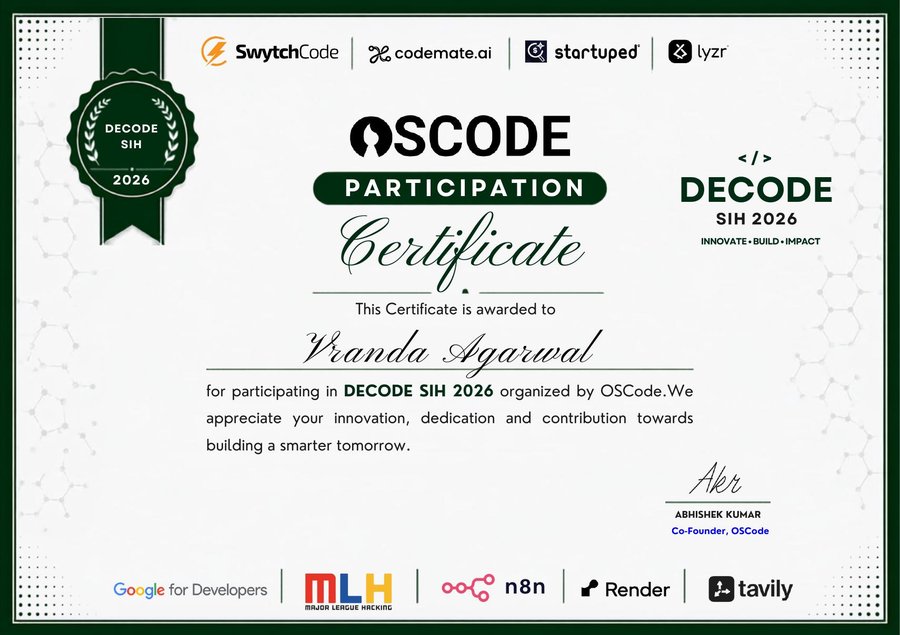 SwytchCode
codemate.ai
startuped
lyzr
DECODE
SIH
2026
OSCODE
PARTICIPATION
Certificate
</>
DECODE
SIH 2026
INNOVATE•BUILD•IMPACT
This Certificate is awarded to
Vranda Agarwal
for participating in DECODE SIH 2026 organized by OSCode.We
appreciate your innovation, dedication and contribution towards
building a smarter tomorrow.
Akr
ABHISHEK KUMAR
Co-Founder, OSCode
Google for Developers
MLH
MAJOR LEAGUE HACKING
n8n
Render
tavily